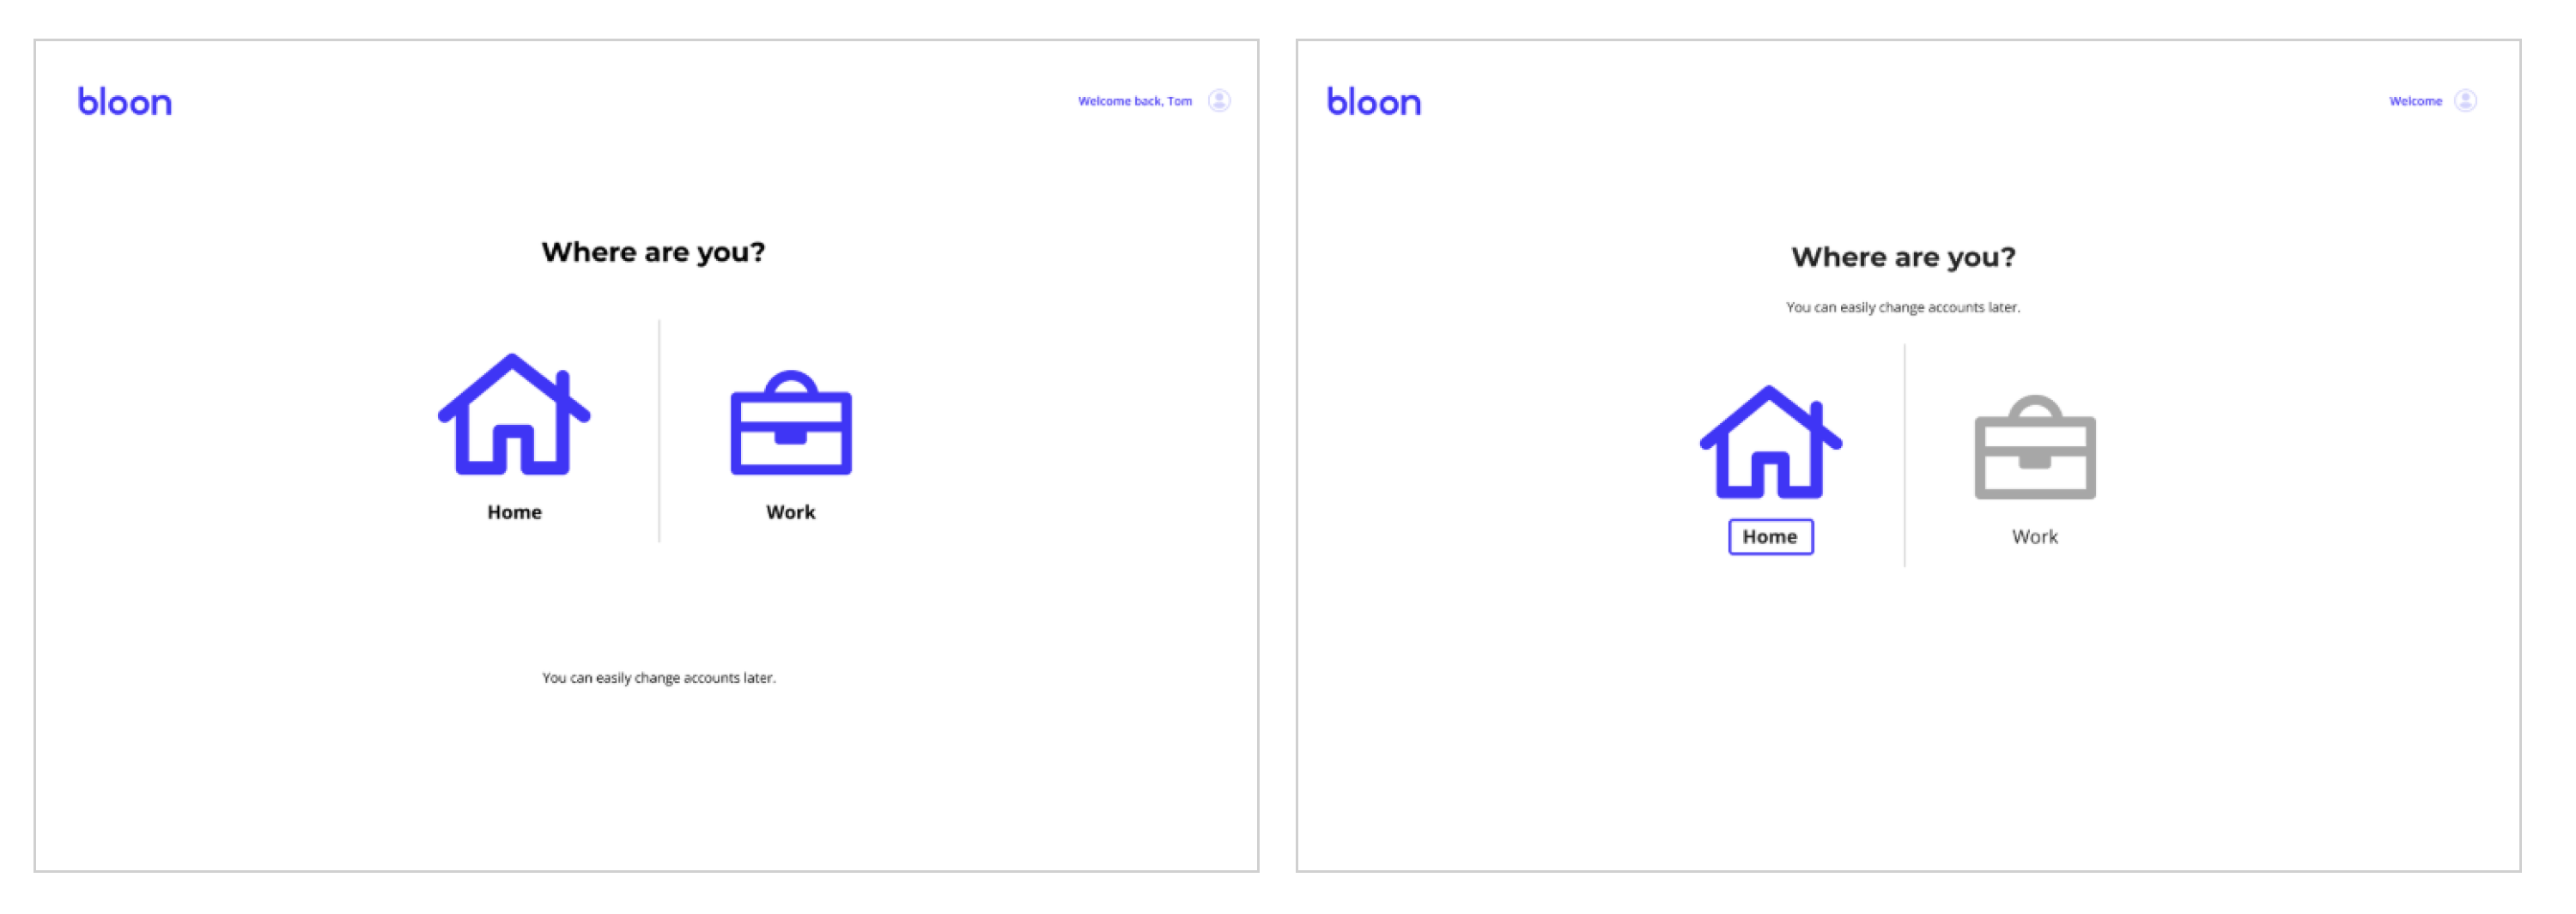 bloon
Welcome back, Tom
Where are you?
Home
Work
You can easily change accounts later.
bloon
Welcome
Where are you?
You can easily change accounts later.
Home
Work